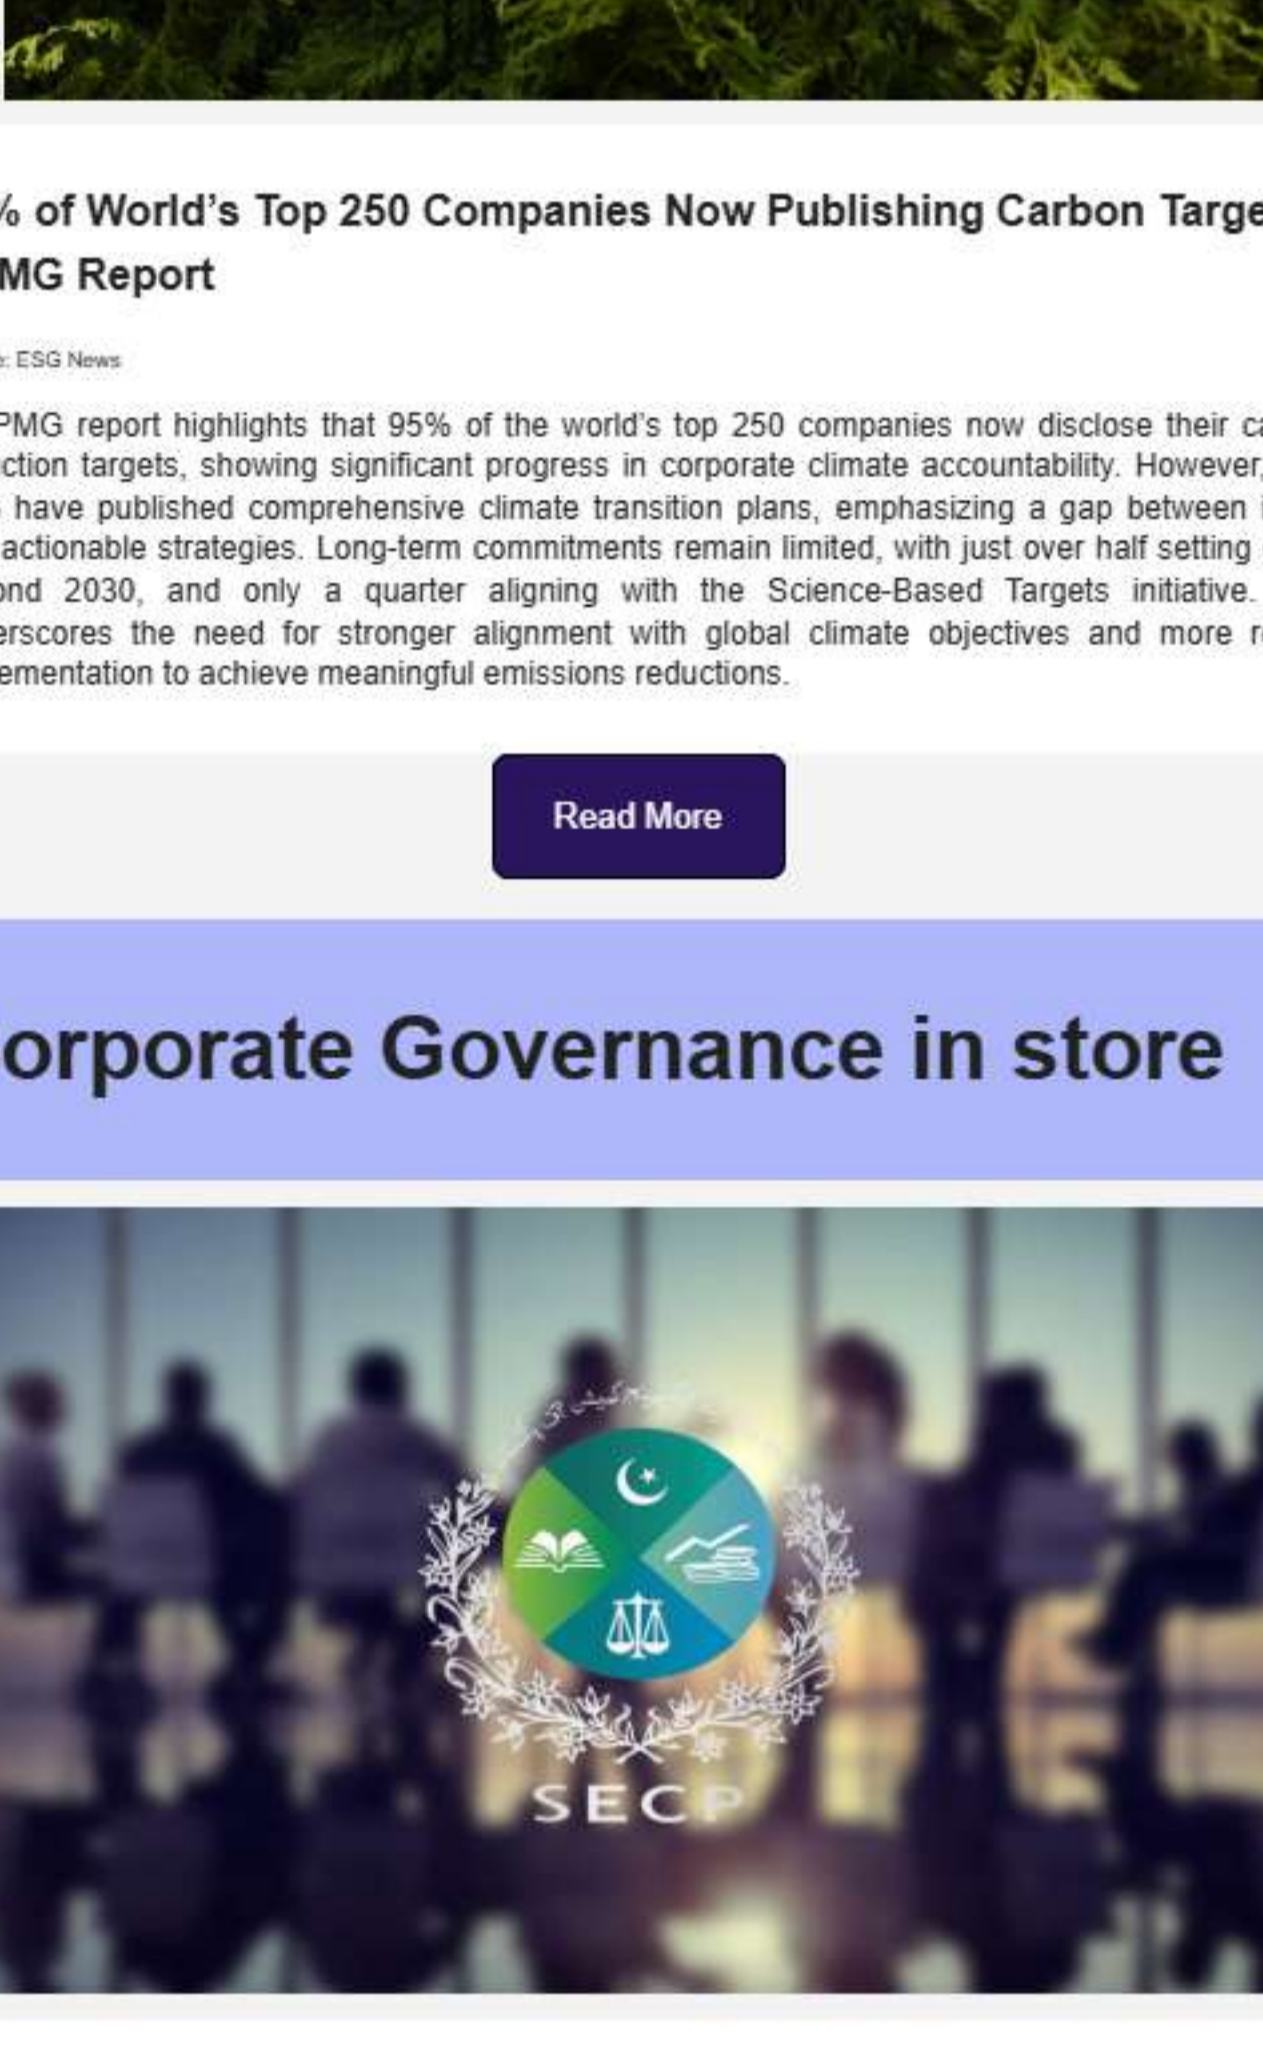 % of World’s Top 250 Companies Now Publishing Carbon Targe
MG Report
e: ESG News
PMG report highlights that 95% of the world’s top 250 companies now disclose their ca
ction targets, showing significant progress in corporate climate accountability. However,
have published comprehensive climate transition plans, emphasizing a gap between i
actionable strategies. Long-term commitments remain limited, with just over half setting
ond 2030, and only a quarter aligning with the Science-Based Targets initiative.
erscores the need for stronger alignment with global climate objectives and more r
ementation to achieve meaningful emissions reductions.
Read More
orporate Governance in store
SECP